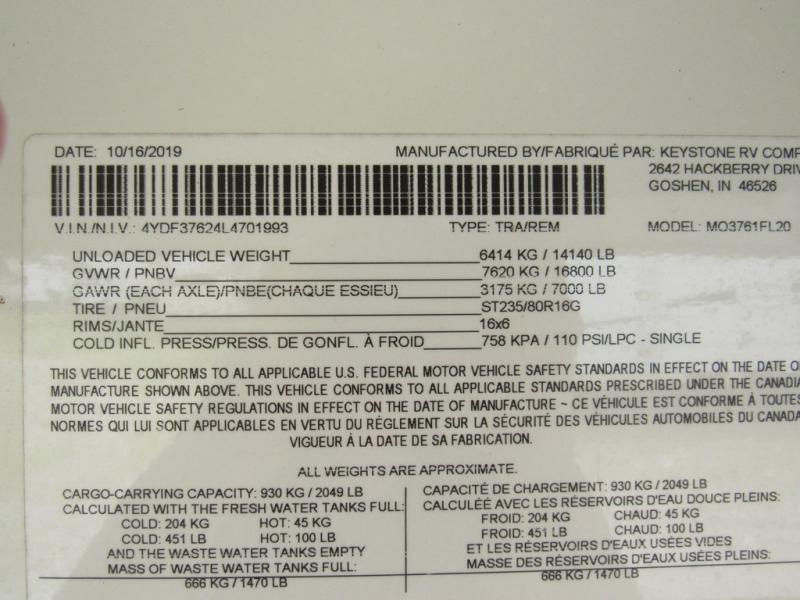 DATE: 10/16/2019 MANUFACTURED BY/FABRIQUÉ PAR: KEYSTONE RV
2642 HACKBERRY
GOSHEN, IN 46526
V.I.N./N.I.V.: 4YDF37624L4701993 TYPE: TRA/REM MODEL: MO3761FL20
UNLOADED VEHICLE WEIGHT 6414 KG / 14140 LB
GVWR / PNBV 7620 KG / 16800 LB
GAWR (EACH AXLE)/PNBE(CHAQUE ESSIEU) 3175 KG / 7000 LB
TIRE / PNEU ST235/80R16G
RIMS/JANTE 16x6
COLD INFL. PRESS/PRESS. DE GONFL. À FROID 758 KPA / 110 PSI/LPC - SINGLE
THIS VEHICLE CONFORMS TO ALL APPLICABLE U.S. FEDERAL MOTOR VEHICLE SAFETY STANDARDS IN EFFECT ON THE DATE OF
MANUFACTURE SHOWN ABOVE. THIS VEHICLE CONFORMS TO ALL APPLICABLE STANDARDS PRESCRIBED UNDER THE
MOTOR VEHICLE SAFETY REGULATIONS IN EFFECT ON THE DATE OF MANUFACTURE ~ CE VÉHICULE EST CONFORME À TOUTES
NORMES QUI LUI SONT APPLICABLES EN VERTU DU RÉGLEMENT SUR LA SÉCURITÉ DES VÉHICULES AUTOMOBILES DU CANADA
VIGUEUR À LA DATE DE SA FABRICATION.
ALL WEIGHTS ARE APPROXIMATE.
CARGO-CARRYING CAPACITY: 930 KG / 2049 LB
CALCULATED WITH THE FRESH WATER TANKS FULL:
COLD: 204 KG HOT: 45 KG
COLD: 451 LB HOT: 100 LB
AND THE WASTE WATER TANKS EMPTY
MASS OF WASTE WATER TANKS FULL:
666 KG / 1470 LB
CAPACITÉ DE CHARGEMENT: 930 KG / 2049 LB
CALCULÉE AVEC LES RÉSERVOIRS D'EAU DOUCE PLEINS:
FROID: 204 KG CHAUD: 45 KG
FROID: 451 LB CHAUD: 100 LB
ET LES RÉSERVOIRS D'EAUX USÉES VIDES
MASSE DES RÉSERVOIRS D'EAUX USÉES PLEINS:
666 KG / 1470 LB